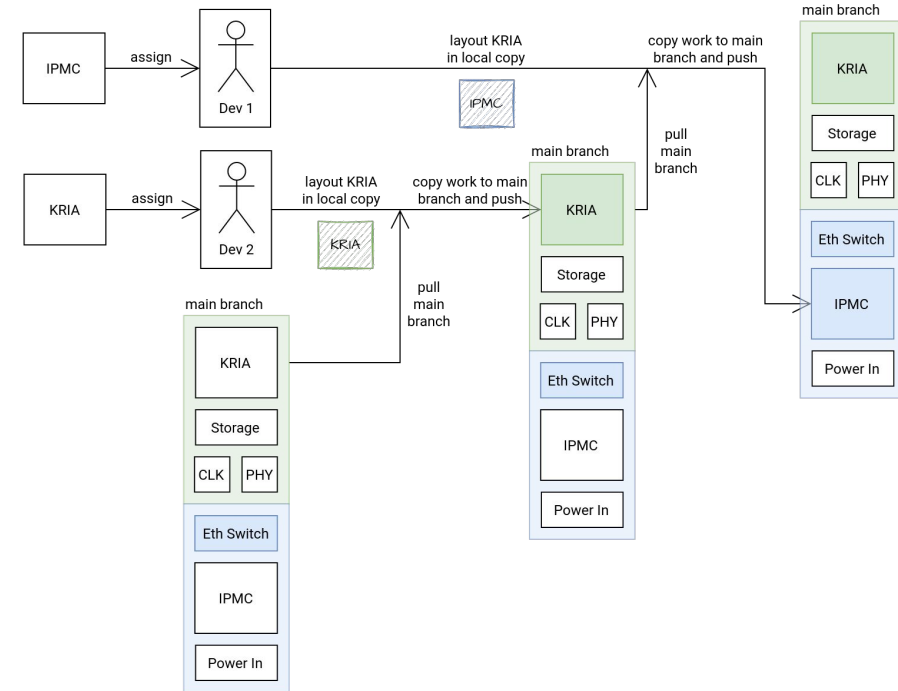 main branch
IPMC
assign
Dev 1
layout KRIA
in local copy
IPMC
copy work to main
branch and push
KRIA
Storage
CLK
PHY
Eth Switch
IPMC
Power In
pull
main
branch
KRIA
assign
Dev 2
layout KRIA
in local copy
KRIA
copy work to main
branch and push
main branch
KRIA
Storage
CLK
PHY
Eth Switch
IPMC
Power In
pull
main
branch
main branch
KRIA
Storage
CLK
PHY
Eth Switch
IPMC
Power In